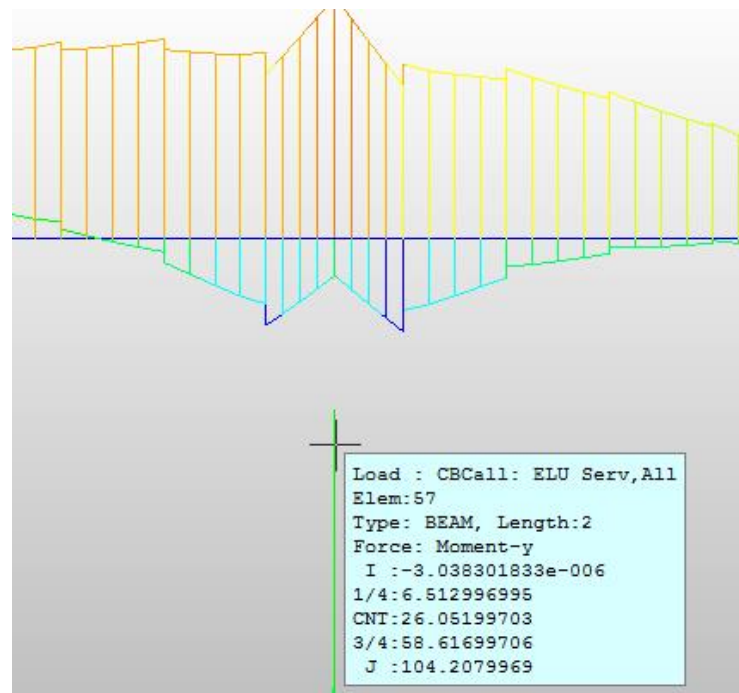 Load : CBCall: ELU Serv,All
Elem:57
Type: BEAM, Length:2
Force: Moment-y
I :-3.038301833e-006
1/4:6.512996995
CNT:26.05199703
3/4:58.61699706
J :104.2079969